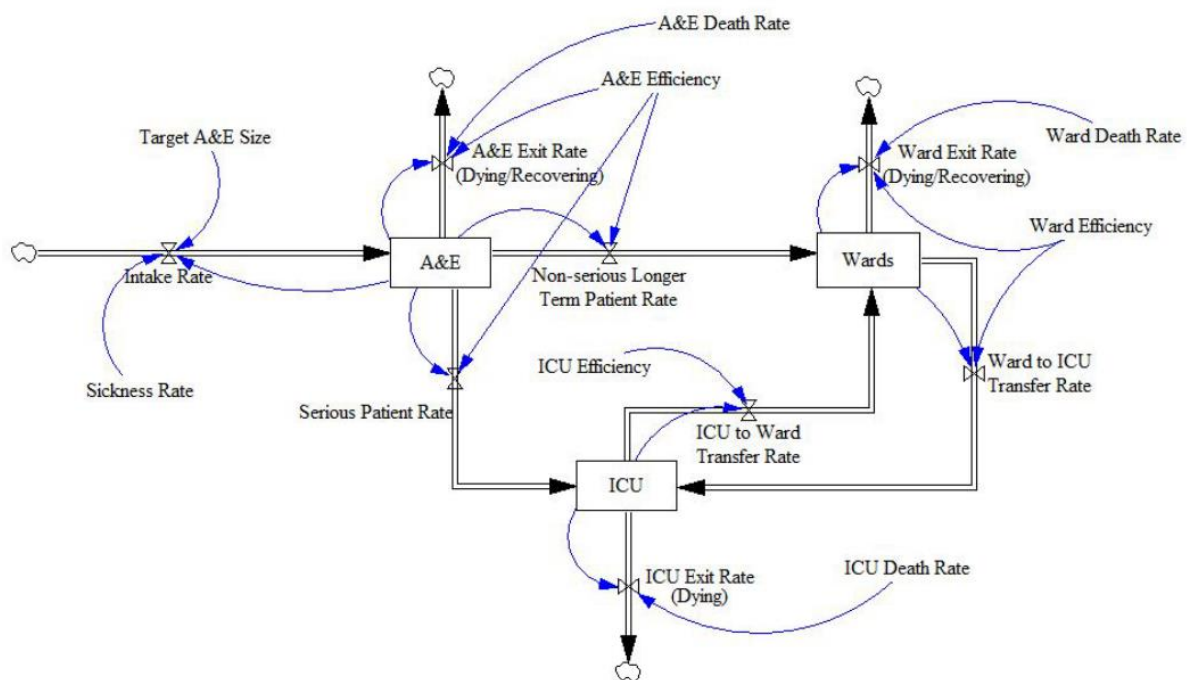 A&E Death Rate
A&E Efficiency
Target A&E Size
A&E Exit Rate
(Dying/Recovering)
Ward Exit Rate
(Dying/Recovering)
Ward Death Rate
Ward Efficiency
Intake Rate
A&E
Non-serious Longer
Term Patient Rate
Wards
Sickness Rate
Serious Patient Rate
ICU Efficiency
Ward to ICU
Transfer Rate
ICU to Ward
Transfer Rate
ICU
ICU Exit Rate
(Dying)
ICU Death Rate